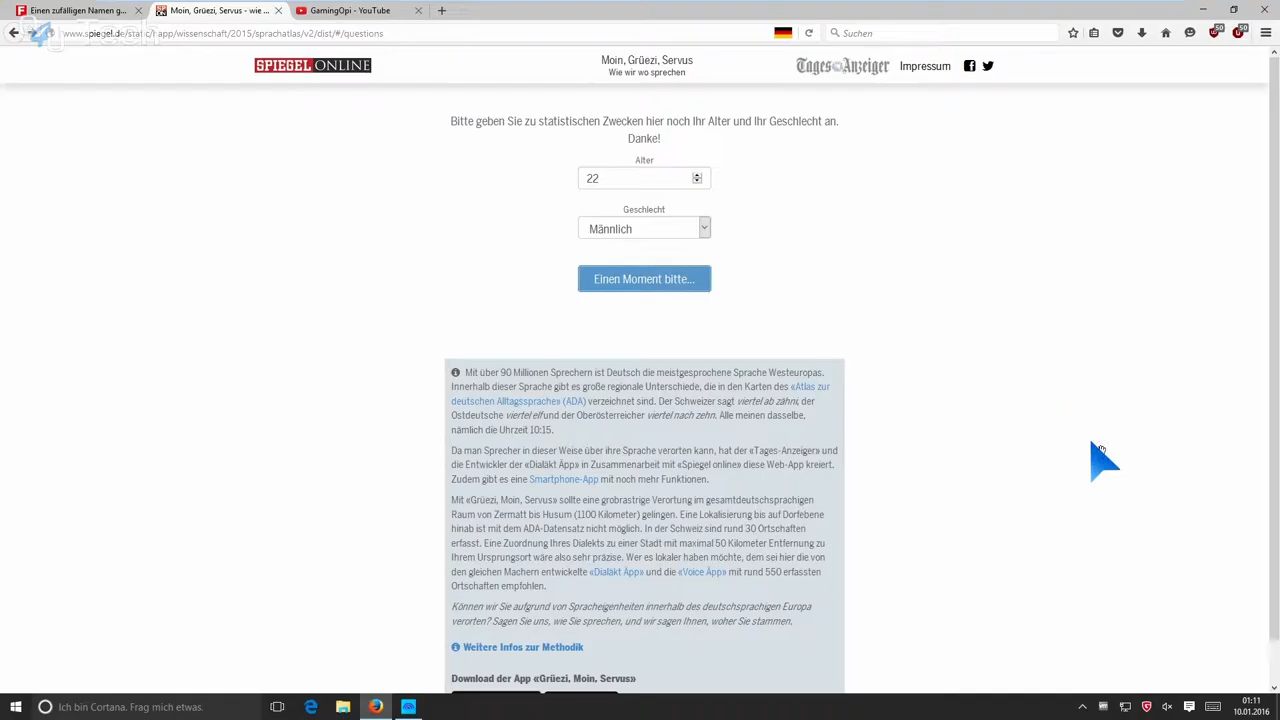 Einen zufälligen Namen g...
Moin, Grüezi, Servus - Wie wi...
YouTube-Gaming
www.spiegel.de/static/happ/wissenschaft/2015/sprachatlas/v2/dist/#/questions
Suchen
SPIEGEL ONLINE
Moin, Grüezi, Servus
Wie wir wo sprechen
Tages Anzeiger
Impressum
Bitte geben Sie zu statistischen Zwecken hier noch Ihr Alter und Ihr Geschlecht an.
Danke!
Alter
22
Geschlecht
Männlich
Einen Moment bitte...
Mit über 90 Millionen Sprechern ist Deutsch die meistgesprochene Sprache Westeuropas.
Innerhalb dieser Sprache gibt es große regionale Unterschiede, die in den Karten des «Atlas zur
deutschen Alltagssprache» (ADA) verzeichnet sind. Der Schweizer sagt viertel ab zähni, der
Ostdeutsche viertel elf und der Oberösterreicher viertel nach zehn. Alle meinen dasselbe,
nämlich die Uhrzeit 10:15.
Da man Sprecher in dieser Weise über ihre Sprache verorten kann, hat der «Tages-Anzeiger» und
die Entwickler der «Dialäkt Äpp» in Zusammenarbeit mit «Spiegel online» diese Web-App kreiert.
Zudem gibt es eine Smartphone-App mit noch mehr Funktionen.
Mit «Grüezi, Moin, Servus» sollte eine grobrastrige Verortung im gesamtdeutschsprachigen
Raum von Zermatt bis Husum (1100 Kilometer) gelingen. Eine Lokalisierung bis auf Dorfebene
hinab ist mit dem ADA-Datensatz nicht möglich. In der Schweiz sind rund 30 Ortschaften
erfasst. Eine Zuordnung Ihres Dialekts zu einer Stadt mit maximal 50 Kilometer Entfernung zu
Ihrem Ursprungsort wäre also sehr präzise. Wer es lokaler haben möchte, dem sei hier die von
den gleichen Machern entwickelte «Dialäkt Äpp» und die «Voice Äpp» mit rund 550 erfassten
Ortschaften empfohlen.
Können wir Sie aufgrund von Spracheigenheiten innerhalb des deutschsprachigen Europa
verorten? Sagen Sie uns, wie Sie sprechen, und wir sagen Ihnen, woher Sie stammen.
Weitere Infos zur Methodik
Download der App «Grüezi, Moin, Servus»
Ich bin Cortana. Frag mich etwas.
01:11
10.01.2016